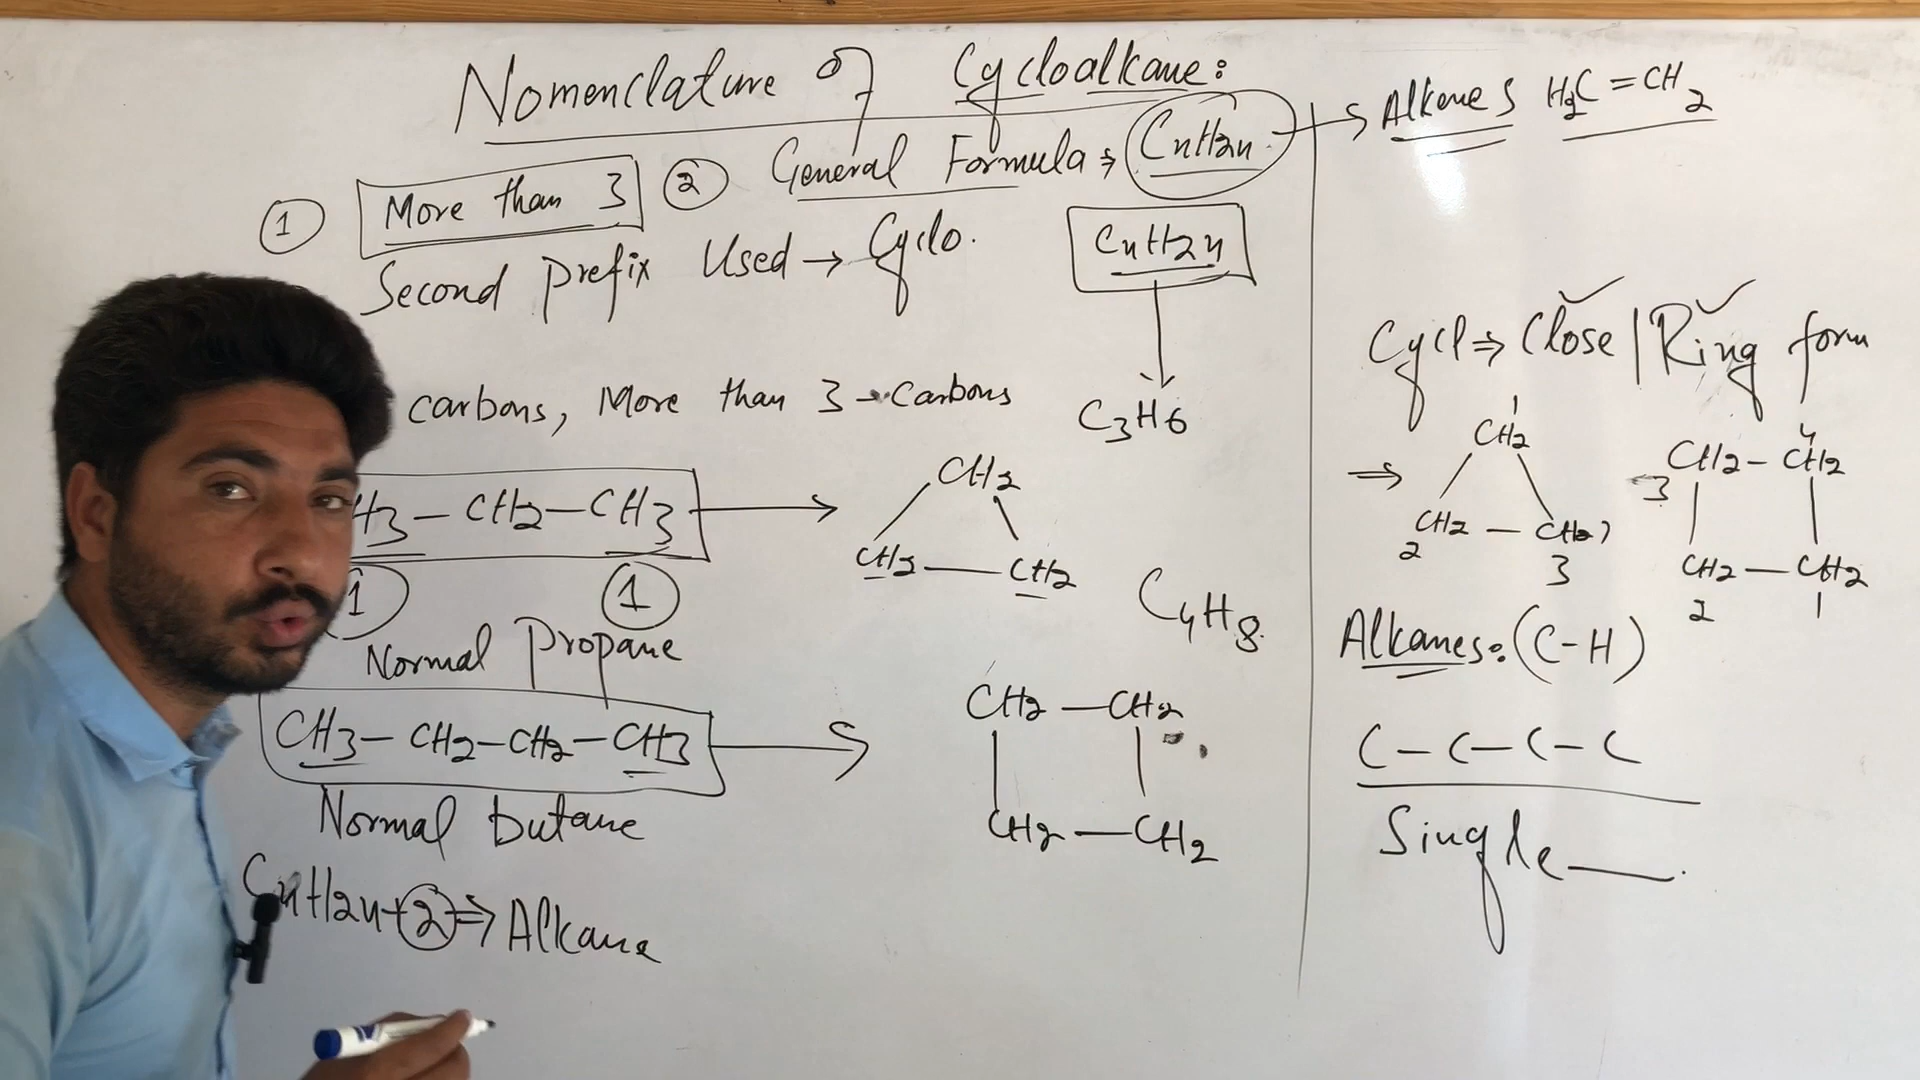 Nomenclature of Cycloalkane:
① More than 3 ② General Formula ⇒ CnH2n → Alkenes H2C=CH2
Second prefix Used → Cyclo.
CnH2n
carbons, More than 3 - Carbons
C3H6
H3 — CH2 — CH3 →
CH2
CH2 — CH2
1 1
Normal Propane
C4H8
CH3 — CH2 — CH2 — CH3 →
CH2 — CH2
CH2 — CH2
Normal butane
CnH2n+2 ⇒ Alkane
Cycl ⇒ Close | Ring form
⇒
1
CH2
CH2 — CH2
2 3
4
3 CH2 — CH2
CH2 — CH2
2 1
Alkanes: (C-H)
C — C — C — C
Single —